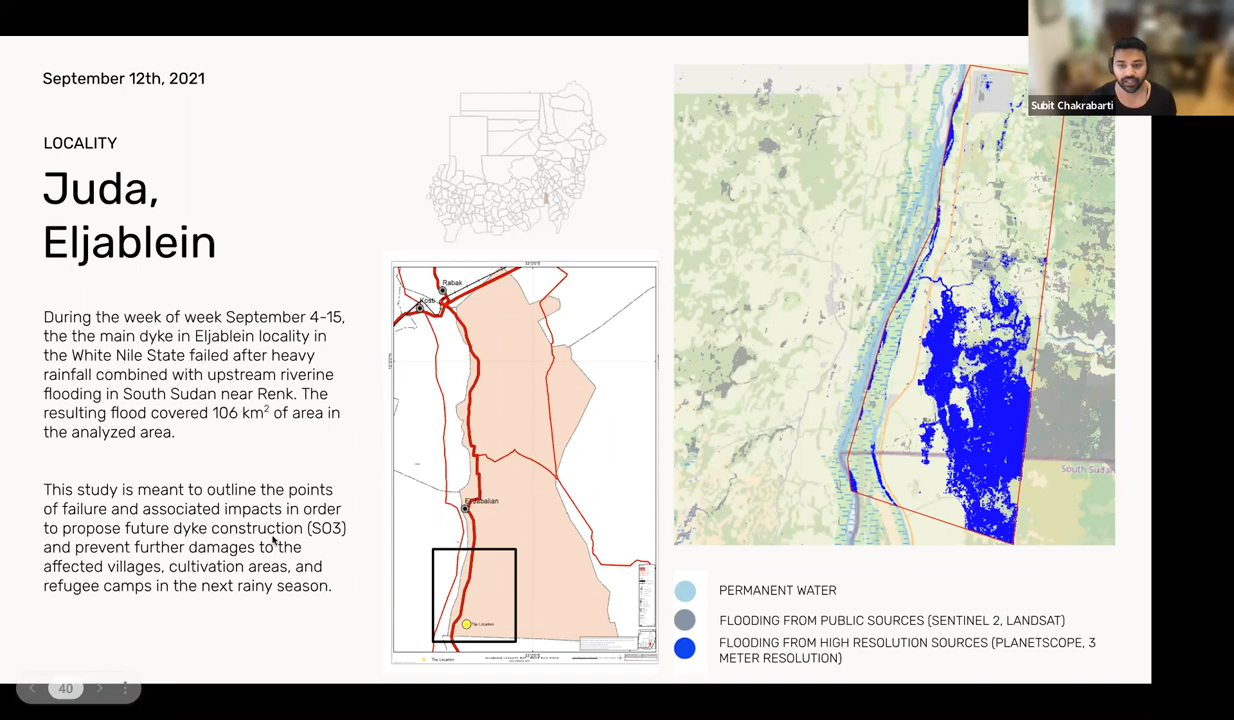 September 12th, 2021
LOCALITY
Juda,
Eljablein
During the week of week September 4-15,
the the main dyke in Eljablein locality in
the White Nile State failed after heavy
rainfall combined with upstream riverine
flooding in South Sudan near Renk. The
resulting flood covered 106 km² of area in
the analyzed area.
This study is meant to outline the points
of failure and associated impacts in order
to propose future dyke construction (SO3)
and prevent further damages to the
affected villages, cultivation areas, and
refugee camps in the next rainy season.
Rabak
Kosti
The Location
The Location
South Sudan
PERMANENT WATER
FLOODING FROM PUBLIC SOURCES (SENTINEL 2, LANDSAT)
FLOODING FROM HIGH RESOLUTION SOURCES (PLANETSCOPE, 3
METER RESOLUTION)
Subit Chakrabarti
40